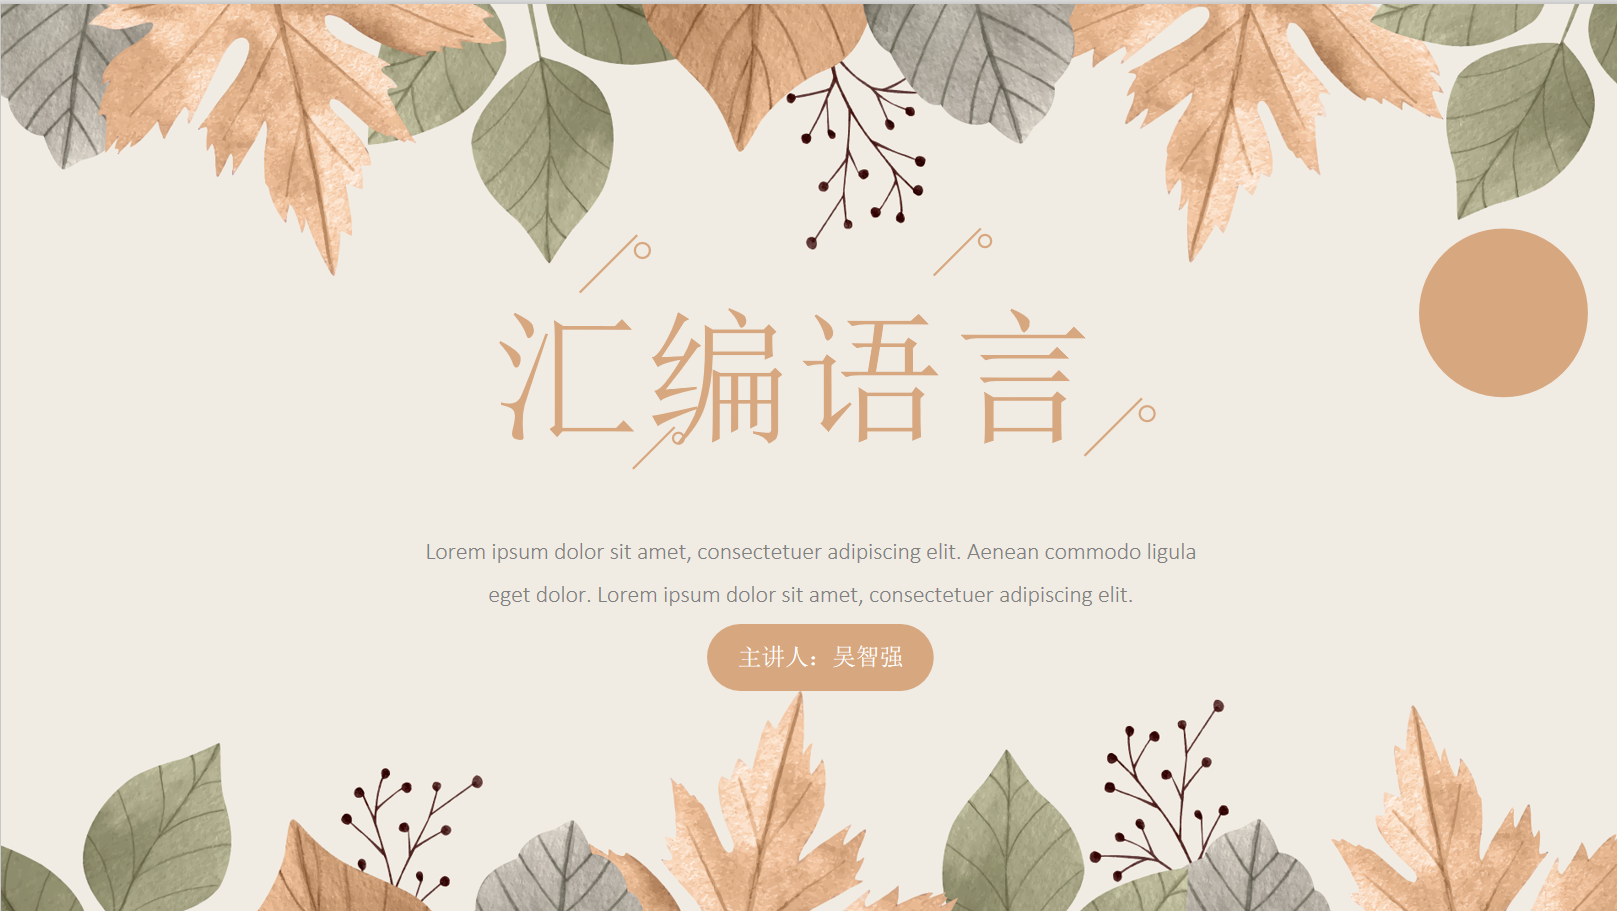 汇编语言
Lorem ipsum dolor sit amet, consectetuer adipiscing elit. Aenean commodo ligula
eget dolor. Lorem ipsum dolor sit amet, consectetuer adipiscing elit.
主讲人：吴智强